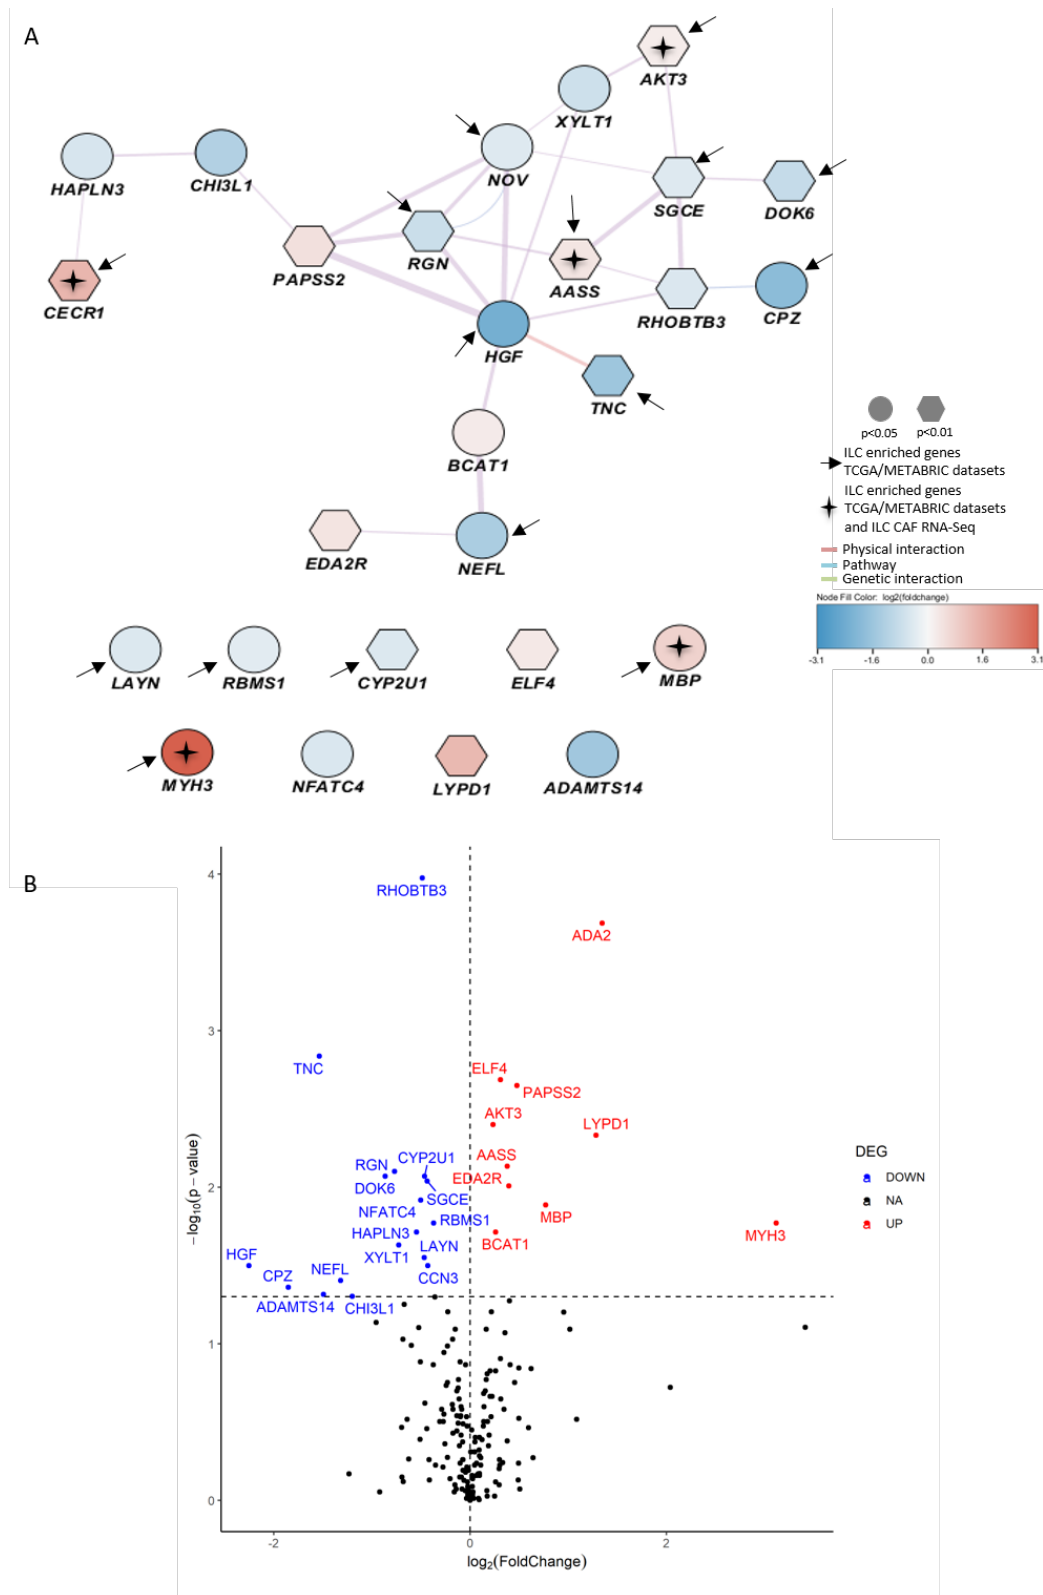 A
AKT3
XYLT1
HAPLN3
CHI3L1
NOV
SGCE
DOK6
PAPSS2
RGN
AASS
RHOBTB3
CPZ
CECR1
HGF
TNC
BCAT1
EDA2R
NEFL
p<0.05
p<0.01
ILC enriched genes
TCGA/METABRIC datasets
ILC enriched genes
TCGA/METABRIC datasets
and ILC CAF RNA-Seq
Physical interaction
Pathway
Genetic interaction
Node Fill Color: log2(foldchange)
-3.1 -1.6 0.0 1.6 3.1
LAYN
RBMS1
CYP2U1
ELF4
MBP
MYH3
NFATC4
LYPD1
ADAMTS14
B
4
3
2
1
0
-log10(p-value)
RHOBTB3
ADA2
TNC
ELF4
PAPSS2
AKT3
LYPD1
CYP2U1
AASS
RGN
EDA2R
DOK6
SGCE
NFATC4
RBMS1
MBP
HAPLN3
LAYN
BCAT1
MYH3
XYLT1
HGF
CPZ
NEFL
CCN3
ADAMTS14
CHI3L1
DEG
a DOWN
a NA
a UP
-2 0 2
log2(FoldChange)